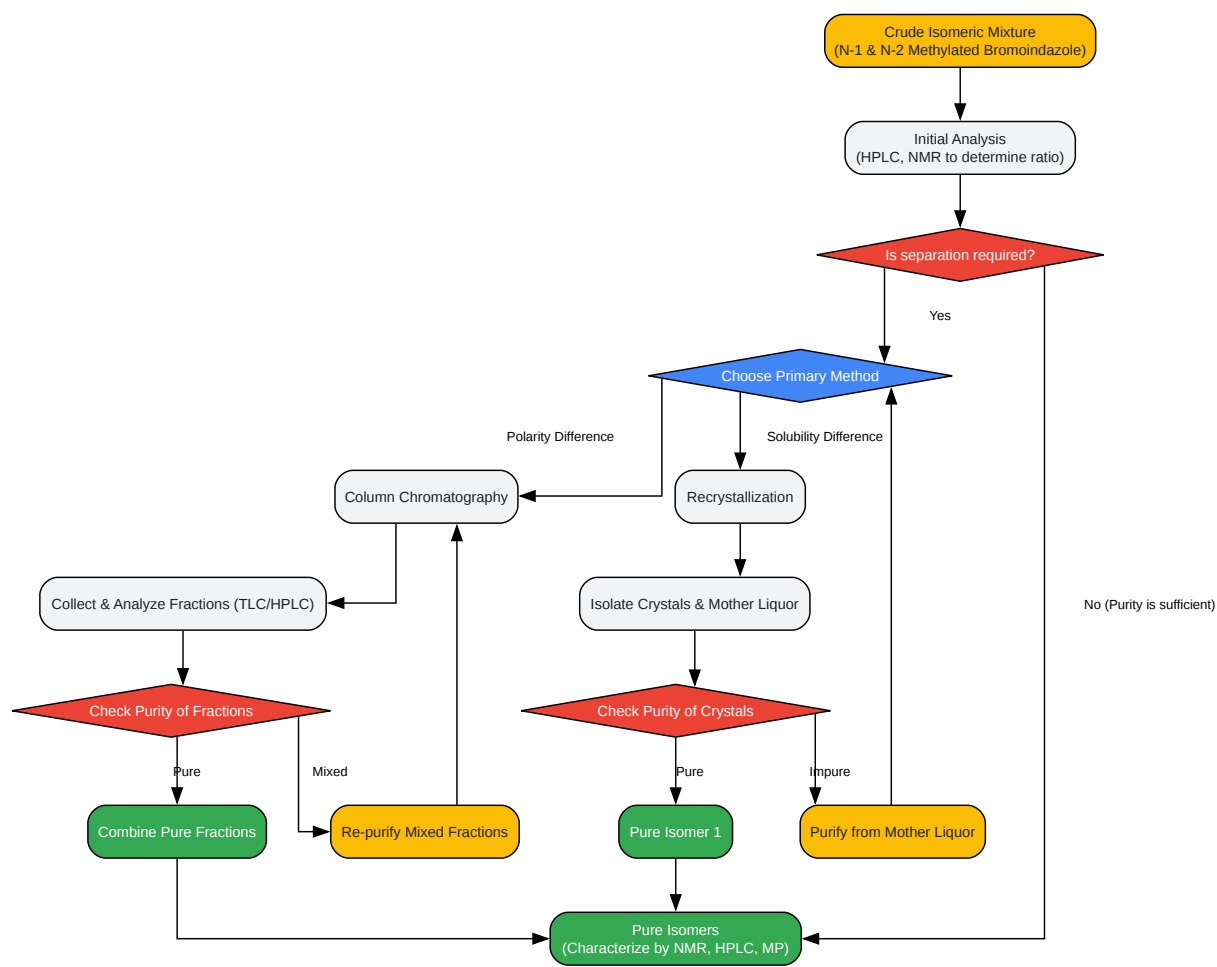 Crude Isomeric Mixture
(N-1 & N-2 Methylated Bromoindazole)
Initial Analysis
(HPLC, NMR to determine ratio)
Is separation required?
Yes
Choose Primary Method
Polarity Difference
Solubility Difference
Column Chromatography
Recrystallization
Collect & Analyze Fractions (TLC/HPLC)
Isolate Crystals & Mother Liquor
No (Purity is sufficient)
Check Purity of Fractions
Check Purity of Crystals
Pure
Mixed
Pure
Impure
Combine Pure Fractions
Re-purify Mixed Fractions
Pure Isomer 1
Purify from Mother Liquor
Pure Isomers
(Characterize by NMR, HPLC, MP)